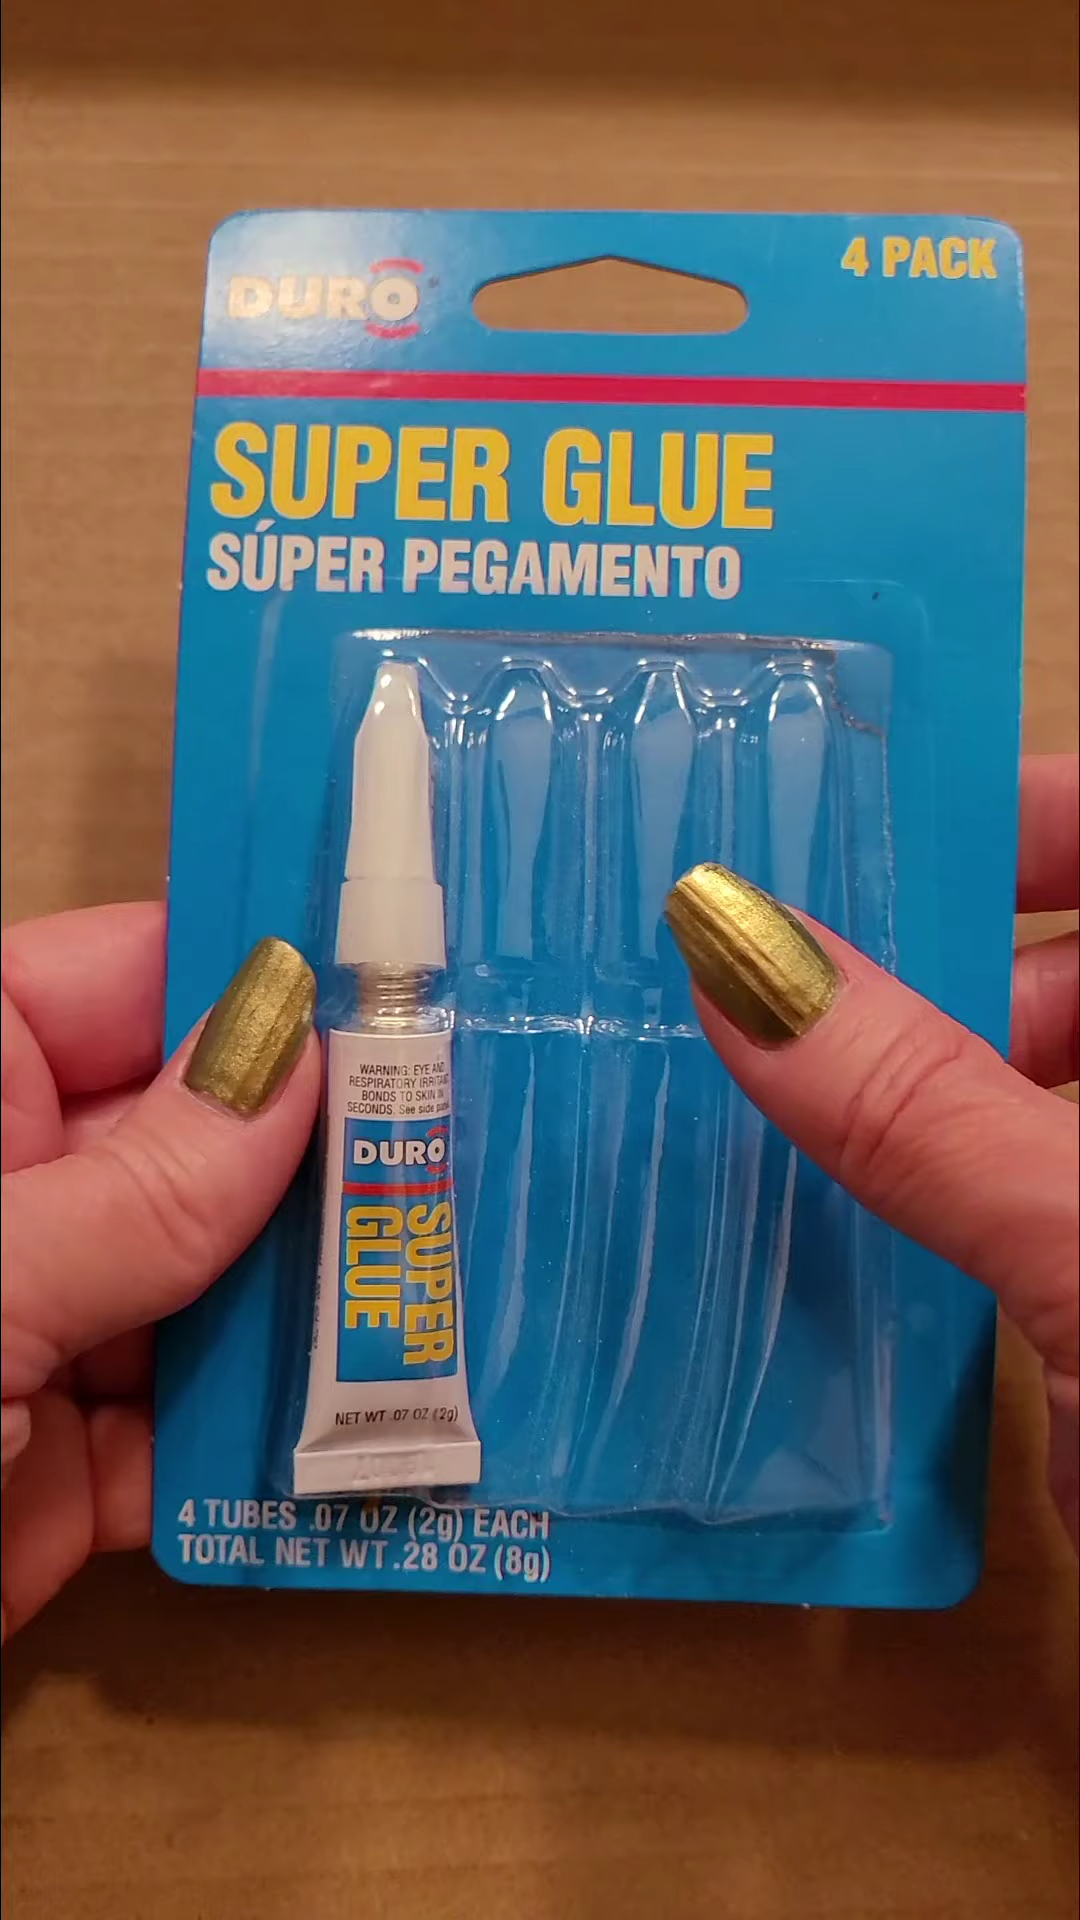 DURO
4 PACK
SUPER GLUE
SÚPER PEGAMENTO
WARNING: EYE AND
RESPIRATORY
BONDS TO SKIN IN
SECONDS. See side
DURO
SUPER
GLUE
NET WT .07 OZ (2g)
4 TUBES .07 OZ (2g) EACH
TOTAL NET WT .28 OZ (8g)